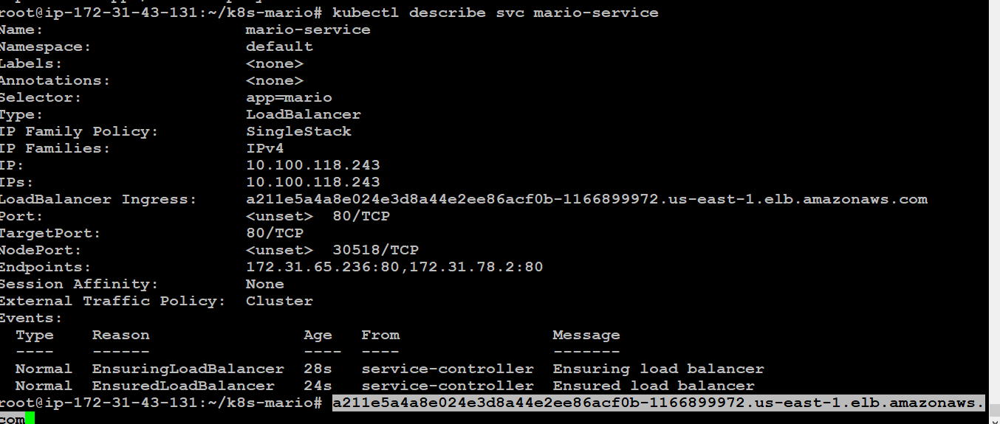 root@ip-172-31-43-131:~/k8s-mario# kubectl describe svc mario-service
Name: mario-service
Namespace: default
Labels: <none>
Annotations: <none>
Selector: app=mario
Type: LoadBalancer
IP Family Policy: SingleStack
IP Families: IPv4
IP: 10.100.118.243
IPs: 10.100.118.243
LoadBalancer Ingress: a211e5a4a8e024e3d8a44e2ee86acf0b-1166899972.us-east-1.elb.amazonaws.com
Port: <unset> 80/TCP
TargetPort: 80/TCP
NodePort: <unset> 30518/TCP
Endpoints: 172.31.65.236:80,172.31.78.2:80
Session Affinity: None
External Traffic Policy: Cluster
Events:
Type Reason Age From Message
---- ------ ---- ---- -------
Normal EnsuringLoadBalancer 28s service-controller Ensuring load balancer
Normal EnsuredLoadBalancer 24s service-controller Ensured load balancer
root@ip-172-31-43-131:~/k8s-mario# a211e5a4a8e024e3d8a44e2ee86acf0b-1166899972.us-east-1.elb.amazonaws.
com